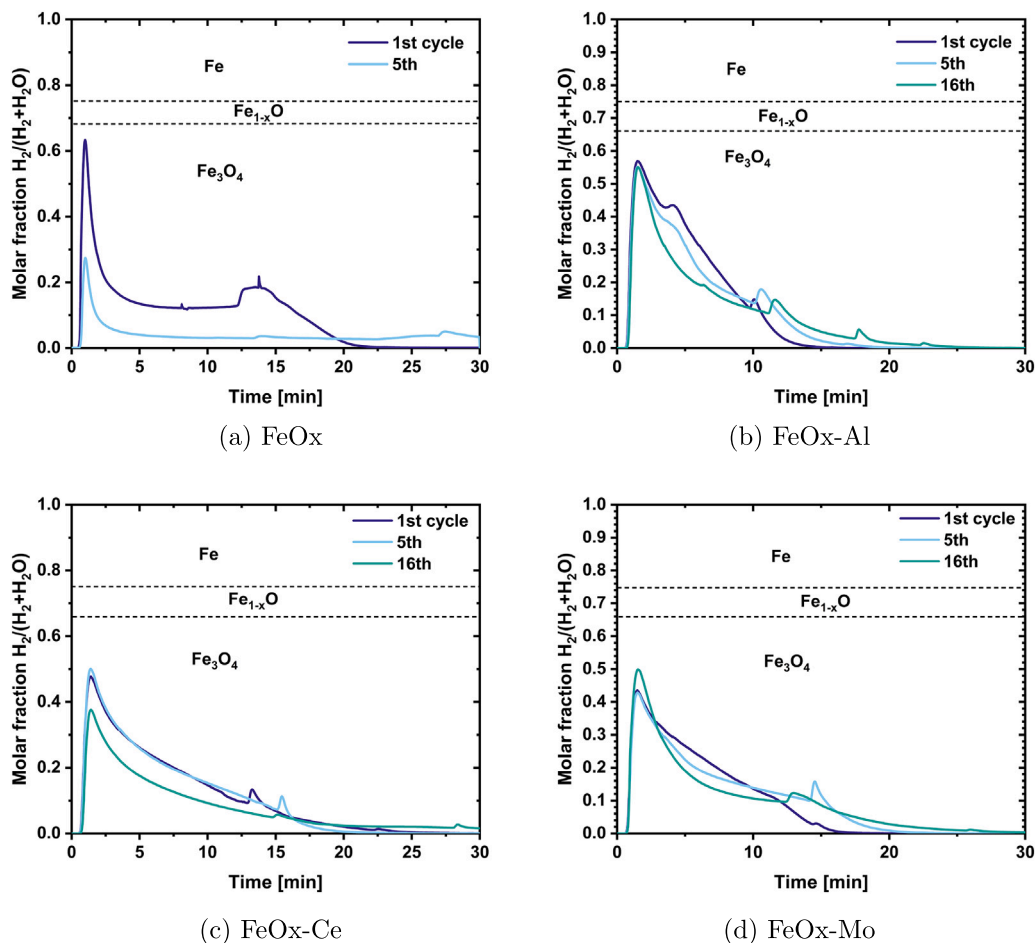 1.0
0.8
0.6
0.4
0.2
0.0
Molar fraction H₂/(H₂+H₂O)
1st cycle
5th
Fe
Fe₁₋ₓO
Fe₃O₄
0 5 10 15 20 25 30
Time [min]
(a) FeOx
1.0
0.9
0.8
0.7
0.6
0.5
0.4
0.3
0.2
0.1
0.0
Molar fraction H₂/(H₂+H₂O)
1st cycle
5th
16th
Fe
Fe₁₋ₓO
Fe₃O₄
0 5 10 15 20 25 30
Time [min]
(b) FeOx-Al
1.0
0.8
0.6
0.4
0.2
0.0
Molar fraction H₂/(H₂+H₂O)
1st cycle
5th
16th
Fe
Fe₁₋ₓO
Fe₃O₄
0 5 10 15 20 25 30
Time [min]
(c) FeOx-Ce
1.0
0.9
0.8
0.7
0.6
0.5
0.4
0.3
0.2
0.1
0.0
Molar fraction H₂/(H₂+H₂O)
1st cycle
5th
16th
Fe
Fe₁₋ₓO
Fe₃O₄
0 5 10 15 20 25 30
Time [min]
(d) FeOx-Mo